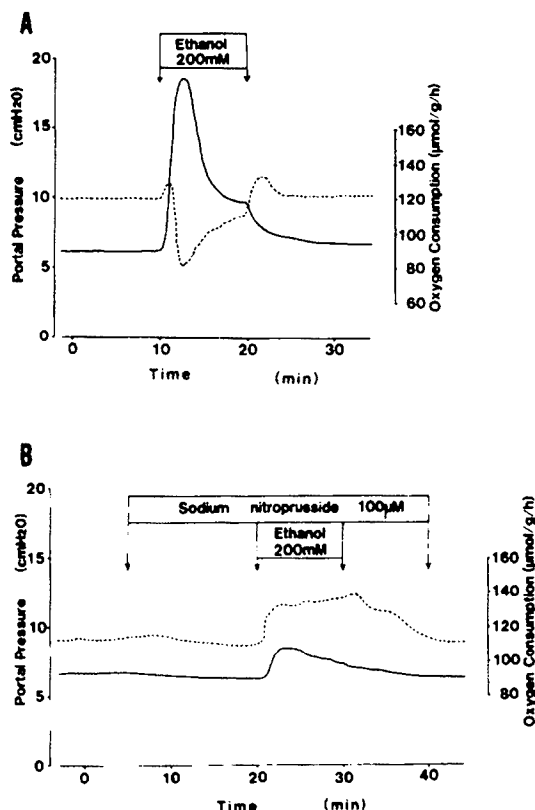 A
Ethanol
200mM
20
15
10
5
0
Portal Pressure (cmH2O)
160
140
120
100
80
60
Oxygen Consumption (μmol/g/h)
0 10 20 30
Time (min)
B
Sodium nitroprusside 100μM
Ethanol
200mM
20
15
10
5
0
Portal Pressure (cmH2O)
160
140
120
100
80
Oxygen Consumption (μmol/g/h)
0 10 20 30 40
Time (min)